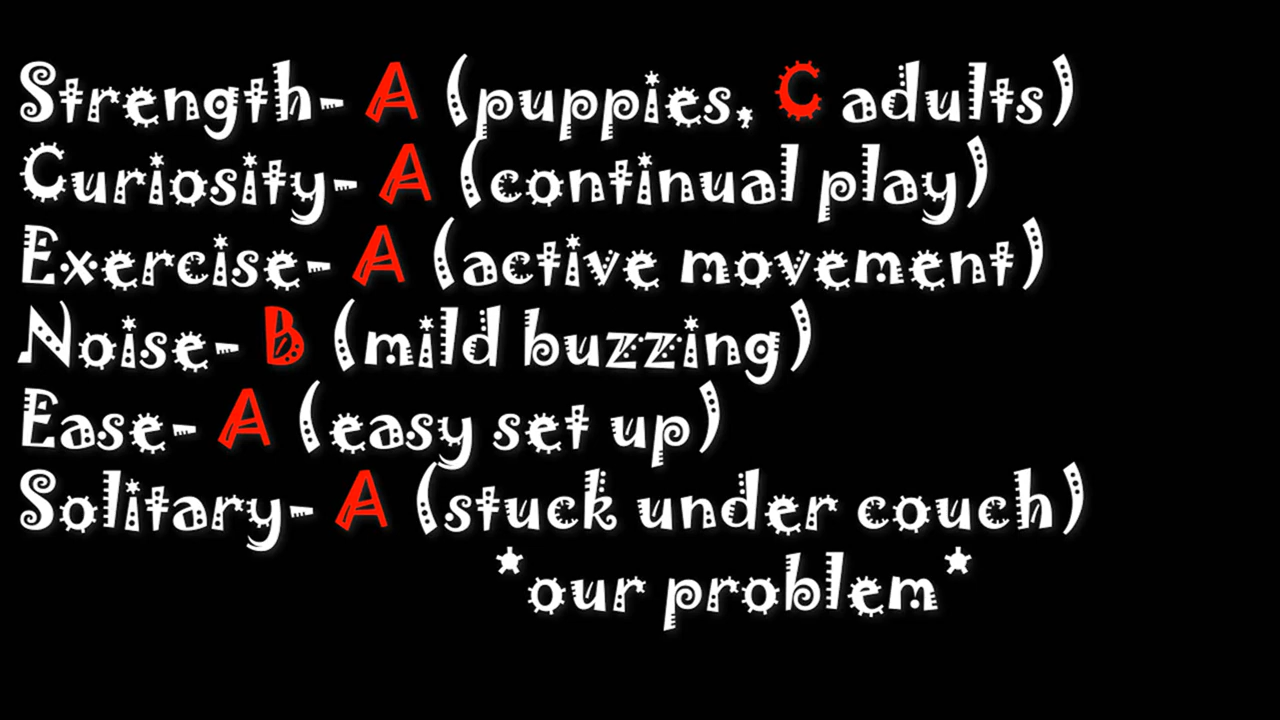 Strength- A (puppies, C adults)
Curiosity- A (continual play)
Exercise- A (active movement)
Noise- B (mild buzzing)
Ease- A (easy set up)
Solitary- A (stuck under couch)
*our problem*